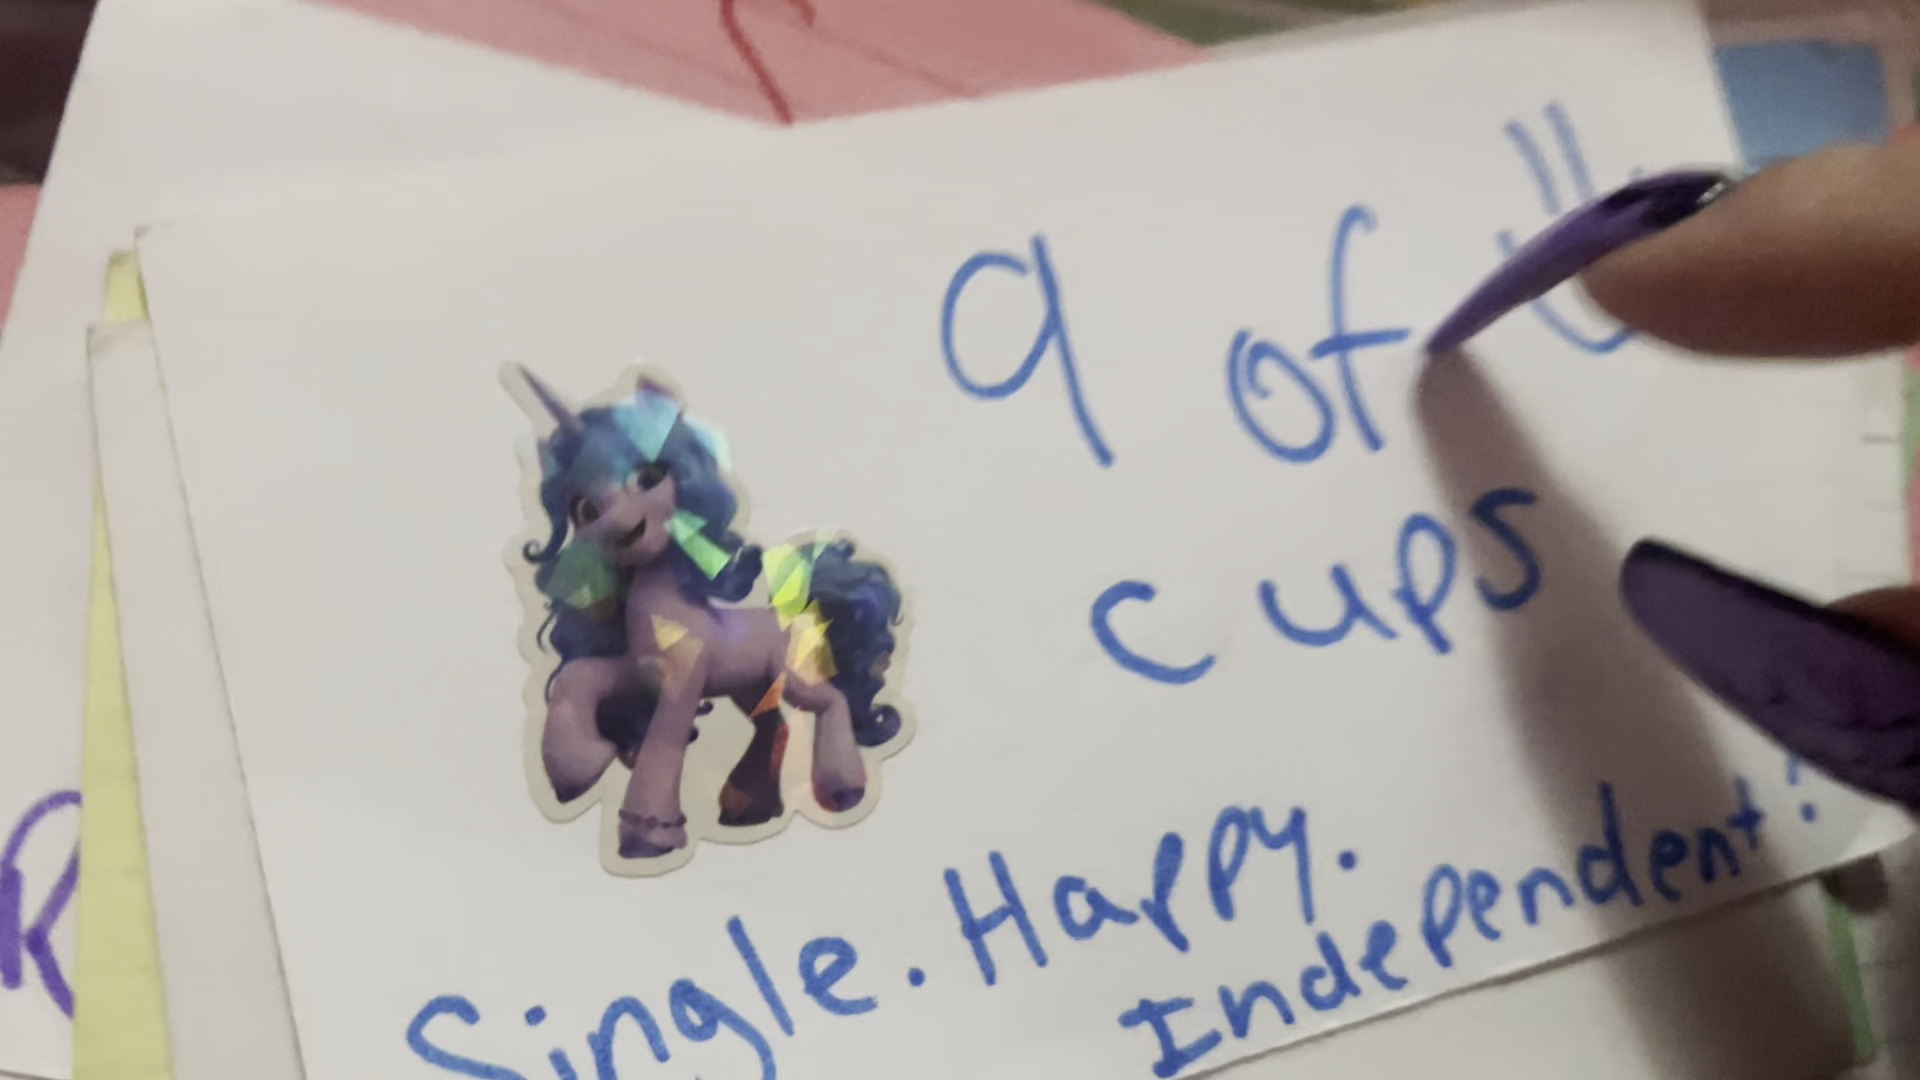 9 of
cups
Single. Happy.
Independent!
R